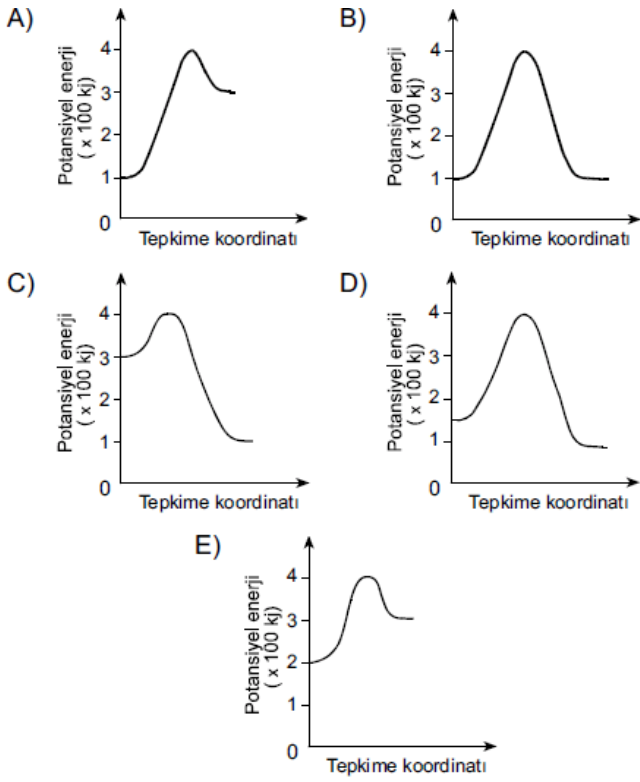 A)
Potansiyel enerji
( x 100 kj)
4
3
2
1
0
Tepkime koordinatı
B)
Potansiyel enerji
( x 100 kj)
4
3
2
1
0
Tepkime koordinatı
C)
Potansiyel enerji
( x 100 kj)
4
3
2
1
0
Tepkime koordinatı
D)
Potansiyel enerji
( x 100 kj)
4
3
2
1
0
Tepkime koordinatı
E)
Potansiyel enerji
( x 100 kj)
4
3
2
1
0
Tepkime koordinatı